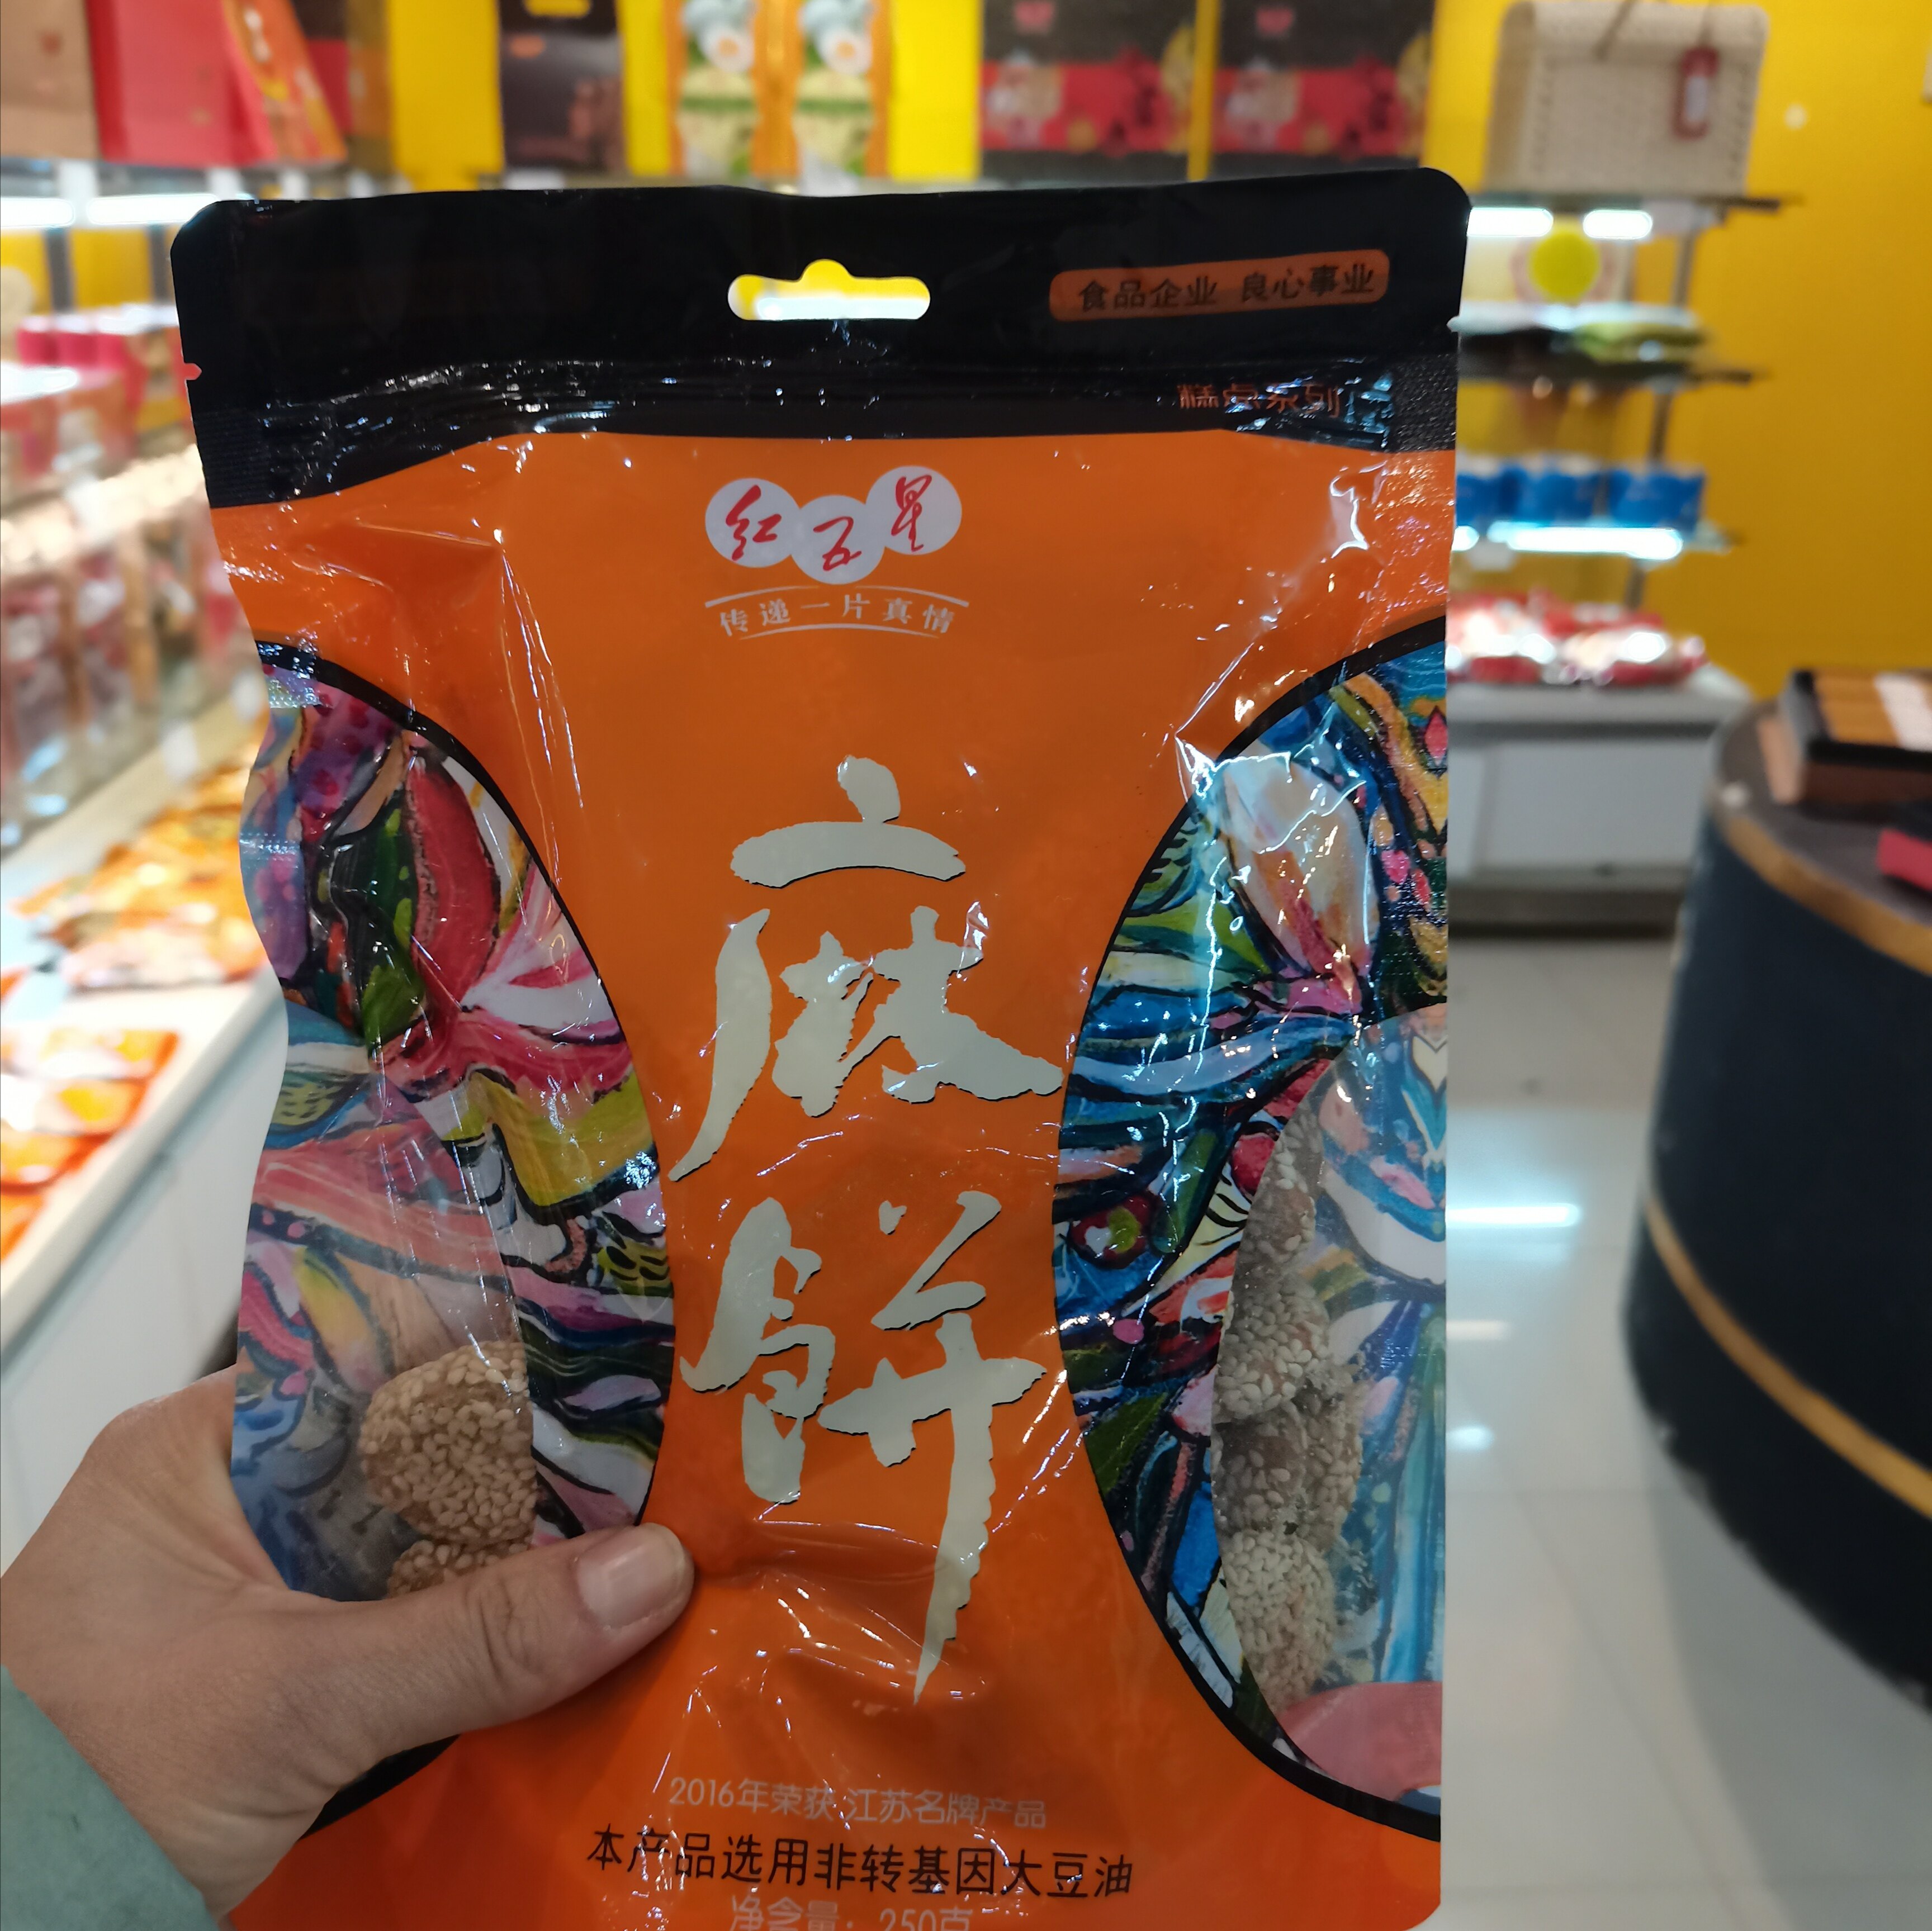 食品企业 良心事业
糕点系列
红五星
传递一片真情
麻
餅
2016年荣获 江苏名牌产品
本产品选用非转基因大豆油
净含量：250克